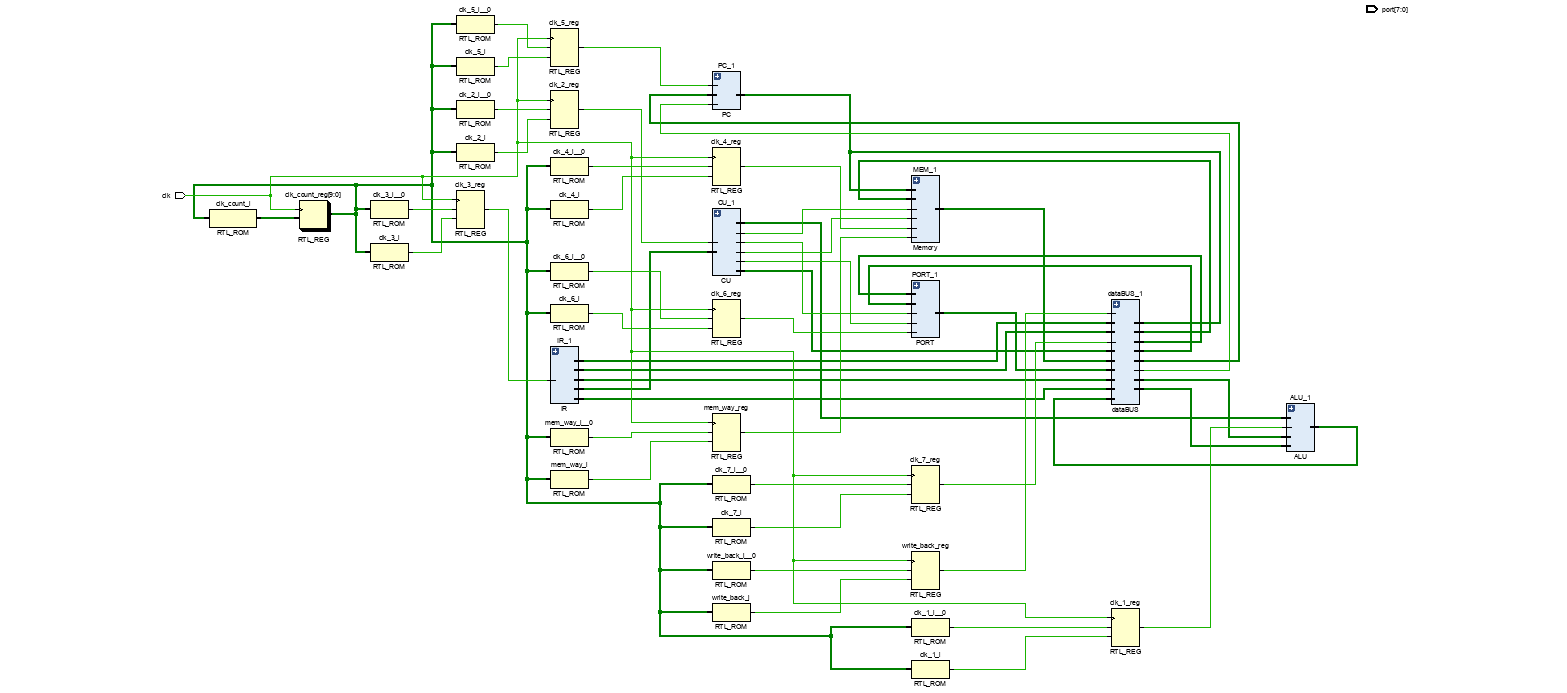 port[7:0]
clk
clk_count_i
RTL_ROM
clk_count_reg[9:0]
RTL_REG
clk_3_i__0
RTL_ROM
clk_3_i
RTL_ROM
clk_5_i__0
RTL_ROM
clk_5_i
RTL_ROM
clk_2_i__0
RTL_ROM
clk_2_i
RTL_ROM
clk_3_reg
RTL_REG
clk_5_reg
RTL_REG
clk_2_reg
RTL_REG
clk_4_i__0
RTL_ROM
clk_4_i
RTL_ROM
clk_6_i__0
RTL_ROM
clk_6_i
RTL_ROM
IR_1
IR
mem_way_i__0
RTL_ROM
mem_way_i
RTL_ROM
PC_1
PC
clk_4_reg
RTL_REG
CU_1
CU
clk_6_reg
RTL_REG
mem_way_reg
RTL_REG
clk_7_i__0
RTL_ROM
clk_7_i
RTL_ROM
write_back_i__0
RTL_ROM
write_back_i
RTL_ROM
MEM_1
Memory
PORT_1
PORT
clk_7_reg
RTL_REG
write_back_reg
RTL_REG
clk_1_i__0
RTL_ROM
clk_1_i
RTL_ROM
dataBUS_1
dataBUS
clk_1_reg
RTL_REG
ALU_1
ALU